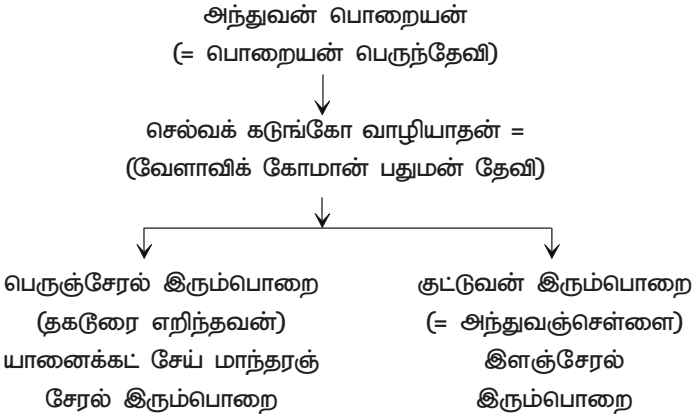 அந்துவன் பொறையன்
(= பொறையன் பெருந்தேவி)
செல்வக் கடுங்கோ வாழியாதன் =
(வேளாவிக் கோமான் பதுமன் தேவி)
பெருஞ்சேரல் இரும்பொறை
(தகடூரை எறிந்தவன்)
யானைக்கட் சேய் மாந்தரஞ்
சேரல் இரும்பொறை
குட்டுவன் இரும்பொறை
(= அந்துவஞ்செள்ளை)
இளஞ்சேரல்
இரும்பொறை